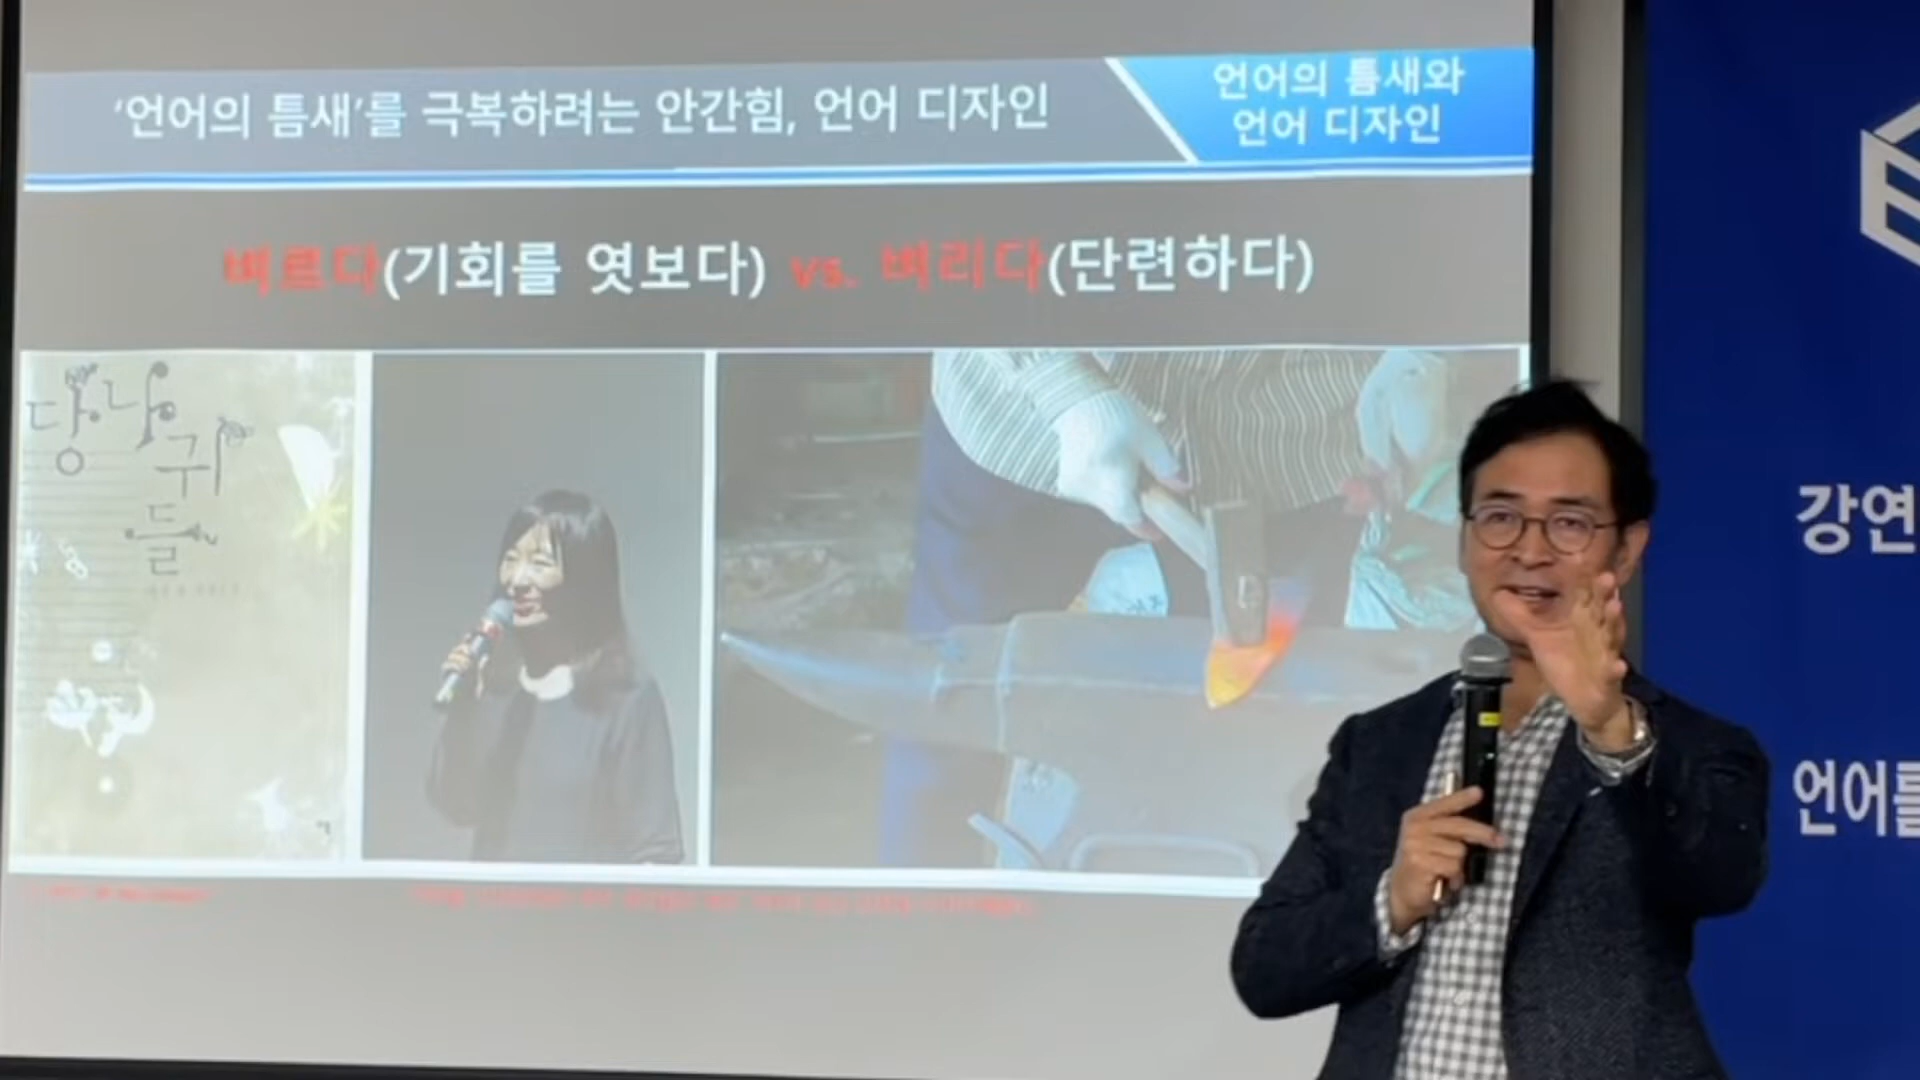 '언어의 틈새'를 극복하려는 안간힘, 언어 디자인
언어의 틈새와
언어 디자인
벼르다(기회를 엿보다) vs. 벼리다(단련하다)
당나귀들
강연
언어를